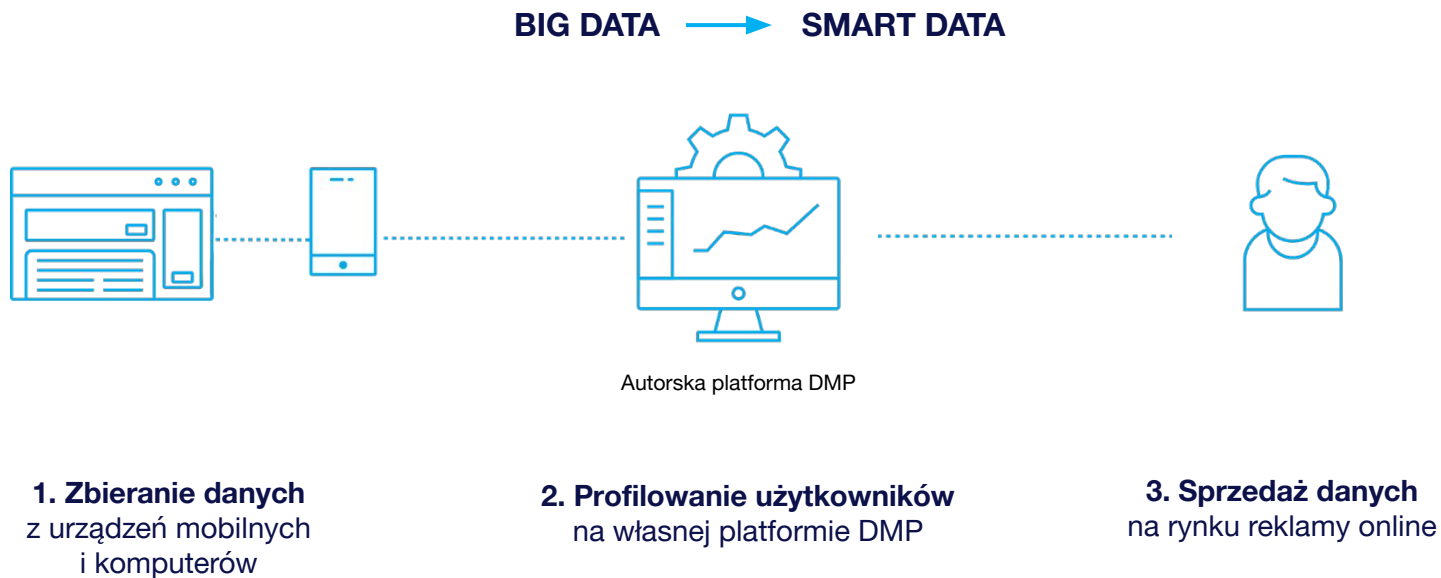 BIG DATA SMART DATA
Autorska platforma DMP
1. Zbieranie danych
z urządzeń mobilnych
i komputerów
2. Profilowanie użytkowników
na własnej platformie DMP
3. Sprzedaż danych
na rynku reklamy online